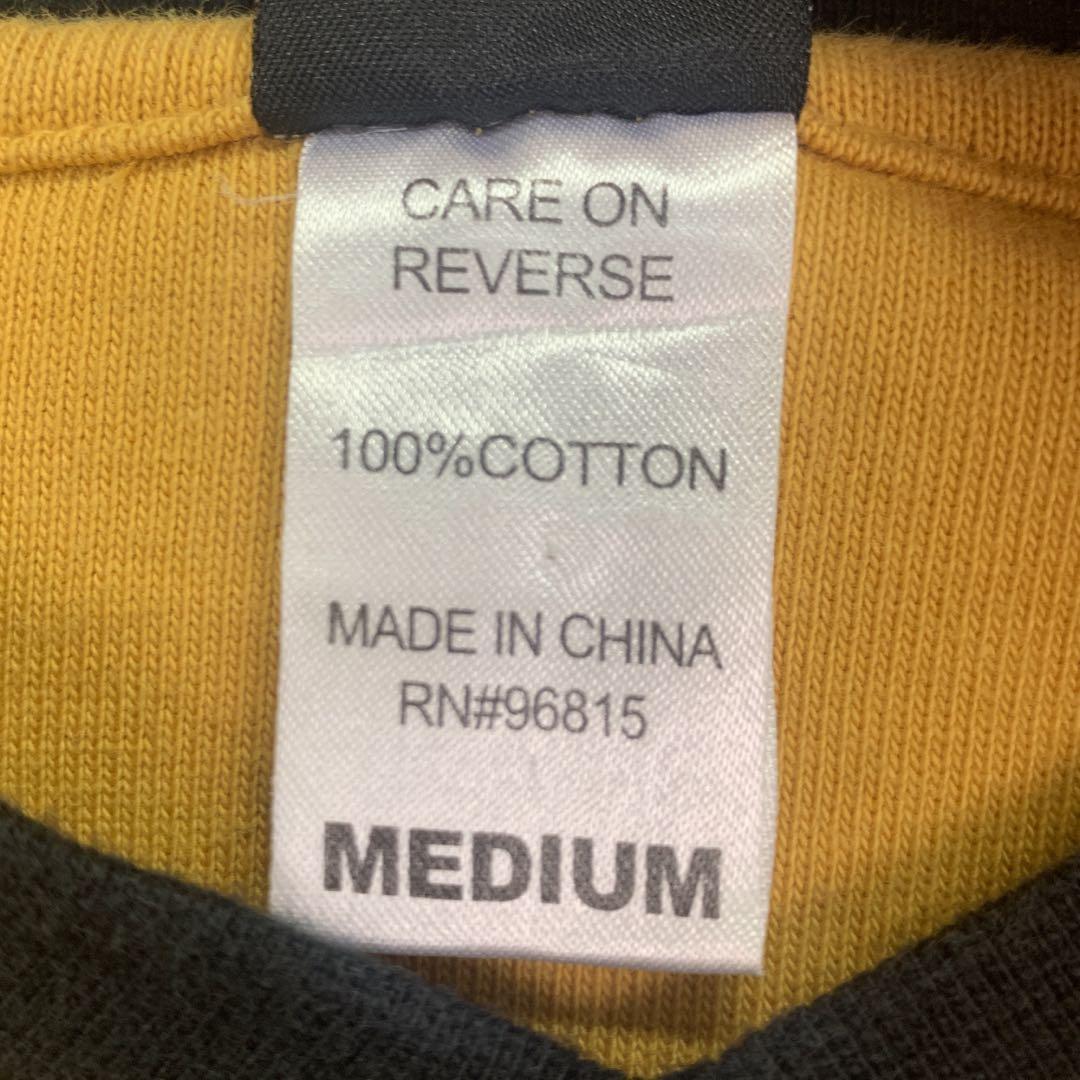 CARE ON
REVERSE
100%COTTON
MADE IN CHINA
RN#96815
MEDIUM